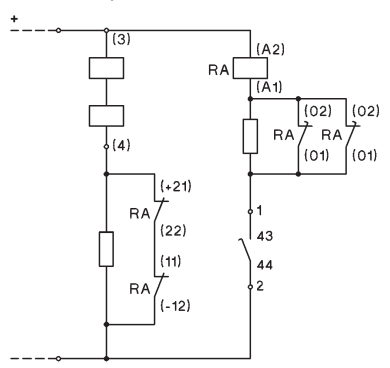 +
(3) (A2)
RA
(A1)
(02) (02)
RA RA
(01) (01)
(4)
(+21)
RA
(22)
(11)
RA
(-12)
1
43
44
2